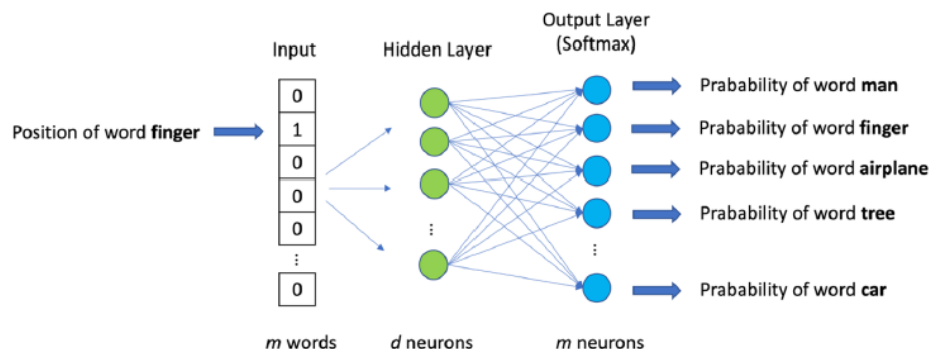 Output Layer
(Softmax)
Input
Hidden Layer
Position of word finger
0
1
0
0
0
⋮
0
⋮
⋮
Prabability of word man
Prabability of word finger
Prabability of word airplane
Prabability of word tree
Prabability of word car
m words
d neurons
m neurons